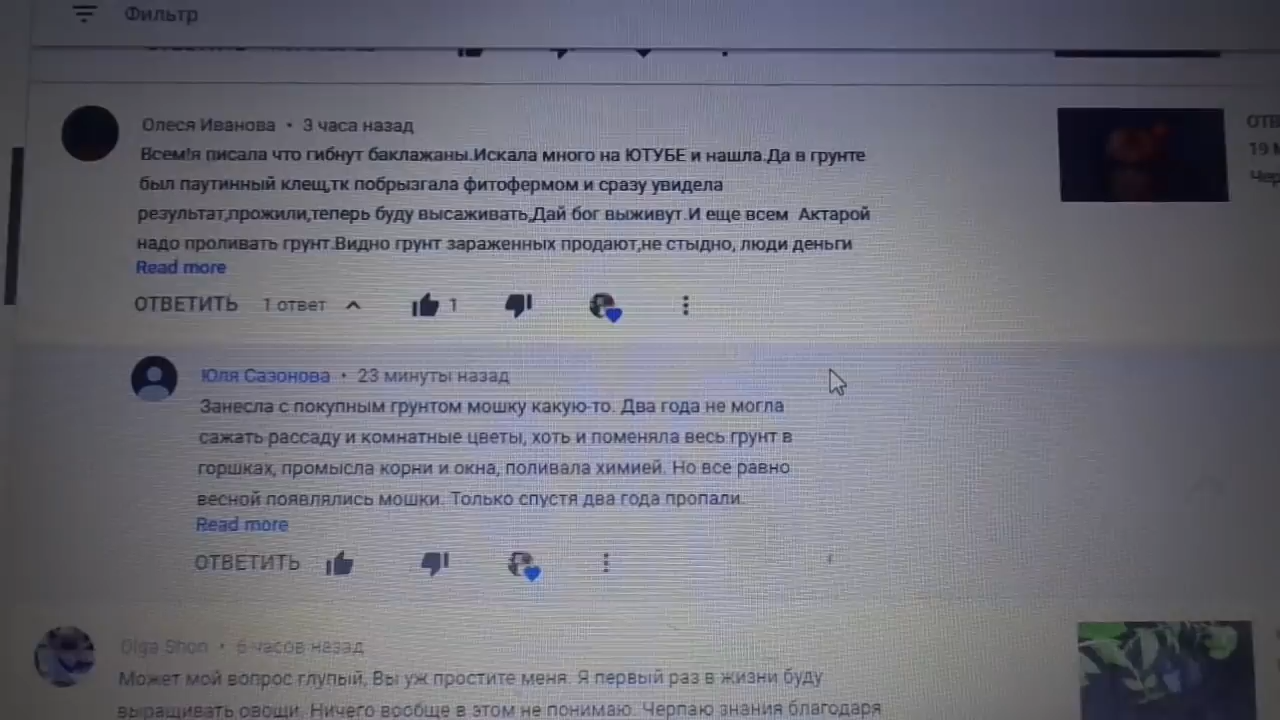 Фильтр
Олеся Иванова • 3 часа назад
Всем!я писала что гибнут баклажаны.Искала много на ЮТУБЕ и нашла.Да в грунте
был паутинный клещ,тк побрызгала фитофермом и сразу увидела
результат,прожили,теперь буду высаживать,Дай бог выживут.И еще всем Актарой
надо проливать грунт.Видно грунт зараженных продают,не стыдно, люди деньги
Read more
ОТВЕТИТЬ 1 ответ 1
19
Юля Сазонова • 23 минуты назад
Занесла с покупным грунтом мошку какую-то. Два года не могла
сажать рассаду и комнатные цветы, хоть и поменяла весь грунт в
горшках, промысла корни и окна, поливала химией. Но все равно
весной появлялись мошки. Только спустя два года пропали.
Read more
ОТВЕТИТЬ
Olga Shon • 6 часов назад
Может мой вопрос глупый, Вы уж простите меня. Я первый раз в жизни буду
выращивать овощи. Ничего вообще в этом не понимаю. Черпаю знания благодаря